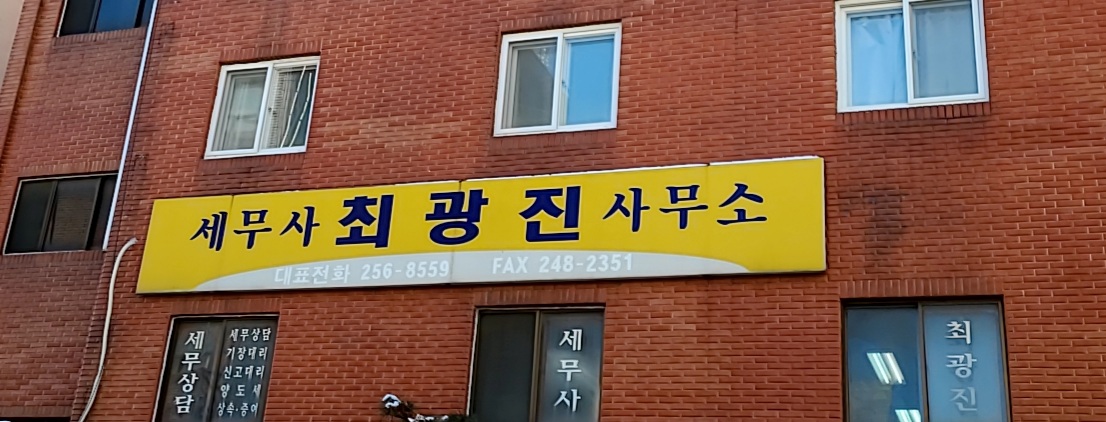 세무사 최광진 사무소
대표전화 256-8559 FAX 248-2351
세무상담
세무상담
기장대리
신고대리
양도세
상속·증여
세무사
최광진